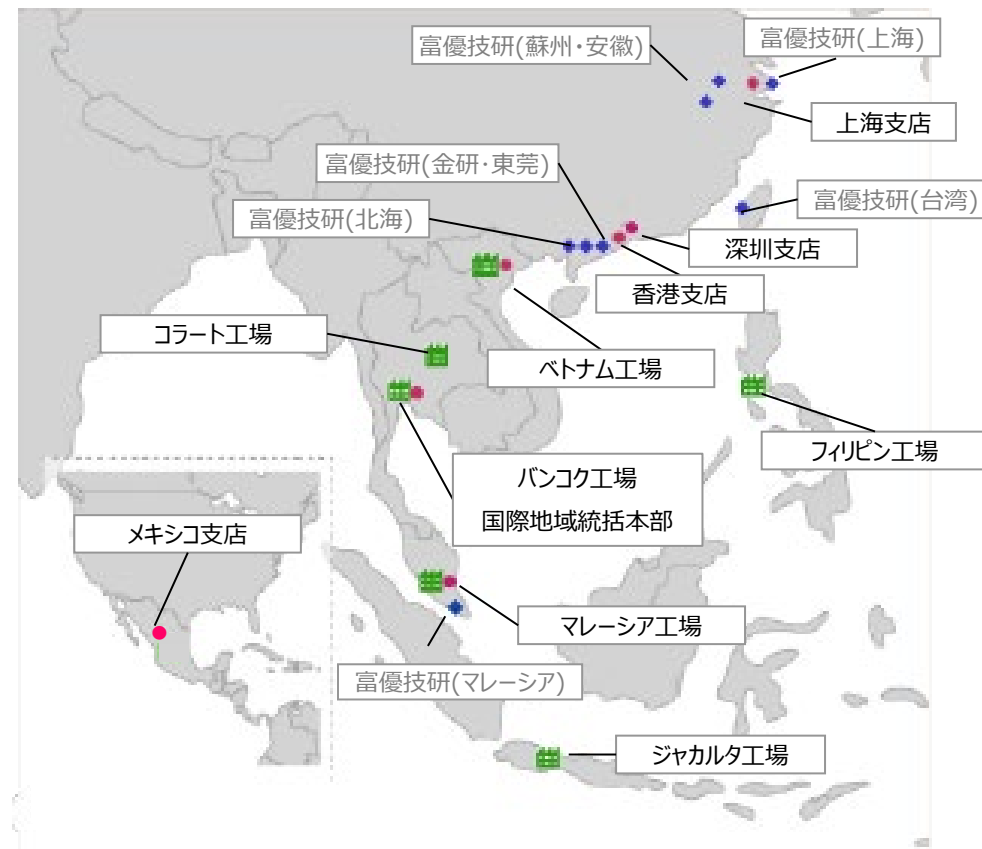 富優技研(蘇州・安徽)
富優技研(上海)
上海支店
富優技研(金研・東莞)
富優技研(台湾)
富優技研(北海)
深圳支店
香港支店
コラート工場
ベトナム工場
フィリピン工場
バンコク工場
国際地域統括本部
メキシコ支店
マレーシア工場
富優技研(マレーシア)
ジャカルタ工場